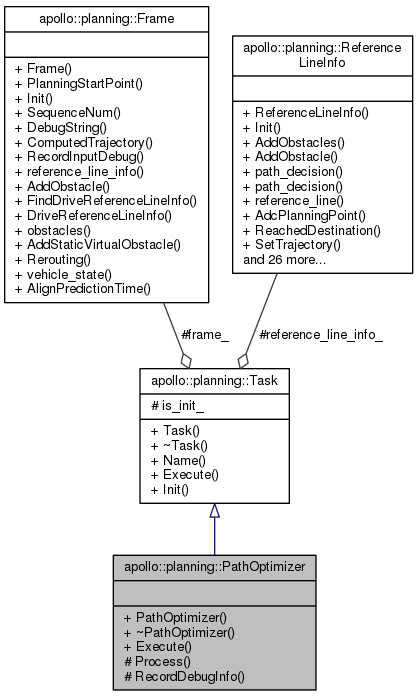 apollo::planning::Frame
+ Frame()
+ PlanningStartPoint()
+ Init()
+ SequenceNum()
+ DebugString()
+ ComputedTrajectory()
+ RecordInputDebug()
+ reference_line_info()
+ AddObstacle()
+ FindDriveReferenceLineInfo()
+ DriveReferenceLineInfo()
+ obstacles()
+ AddStaticVirtualObstacle()
+ Rerouting()
+ vehicle_state()
+ AlignPredictionTime()
apollo::planning::Reference
LineInfo
+ ReferenceLineInfo()
+ Init()
+ AddObstacles()
+ AddObstacle()
+ path_decision()
+ path_decision()
+ reference_line()
+ AdcPlanningPoint()
+ ReachedDestination()
+ SetTrajectory()
and 26 more...
#frame_
#reference_line_info_
apollo::planning::Task
# is_init_
+ Task()
+ ~Task()
+ Name()
+ Execute()
+ Init()
apollo::planning::PathOptimizer
+ PathOptimizer()
+ ~PathOptimizer()
+ Execute()
# Process()
# RecordDebugInfo()